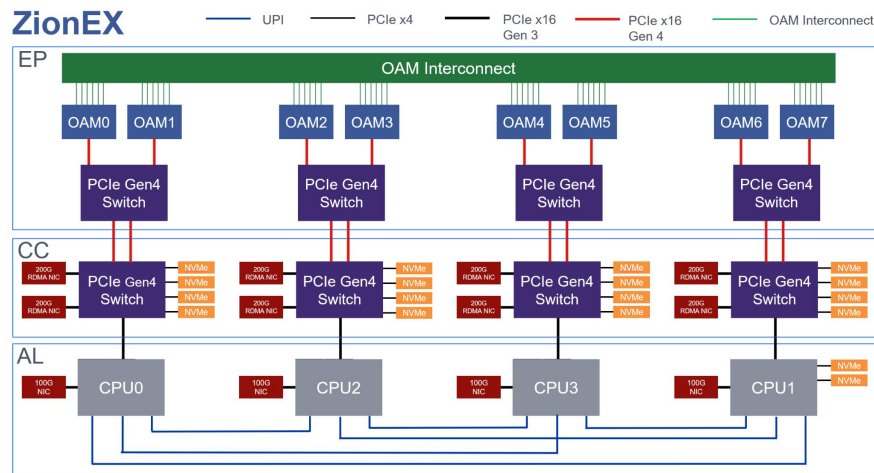 ZionEX
UPI
PCIe x4
PCIe x16
Gen 3
PCIe x16
Gen 4
OAM Interconnect
EP
OAM Interconnect
OAM0
OAM1
OAM2
OAM3
OAM4
OAM5
OAM6
OAM7
PCIe Gen4
Switch
PCIe Gen4
Switch
PCIe Gen4
Switch
PCIe Gen4
Switch
CC
200G
RDMA NIC
200G
RDMA NIC
PCIe Gen4
Switch
NVMe
NVMe
NVMe
NVMe
200G
RDMA NIC
200G
RDMA NIC
PCIe Gen4
Switch
NVMe
NVMe
NVMe
NVMe
200G
RDMA NIC
200G
RDMA NIC
PCIe Gen4
Switch
NVMe
NVMe
NVMe
NVMe
200G
RDMA NIC
200G
RDMA NIC
PCIe Gen4
Switch
NVMe
NVMe
NVMe
NVMe
AL
100G
NIC
CPU0
100G
NIC
CPU2
100G
NIC
CPU3
100G
NIC
CPU1
NVMe
NVMe